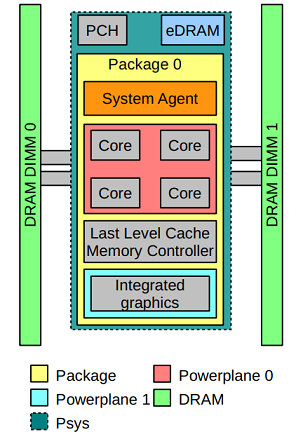 PCH
eDRAM
Package 0
System Agent
Core
Core
Core
Core
Last Level Cache
Memory Controller
Integrated
graphics
DRAM DIMM 0
DRAM DIMM 1
Package
Powerplane 0
Powerplane 1
DRAM
Psys